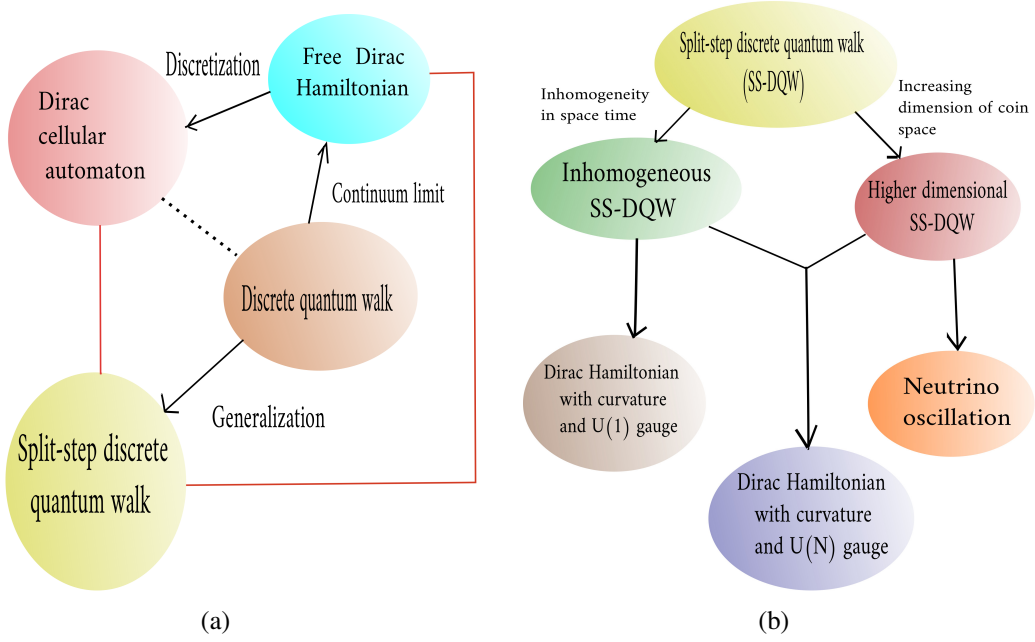 Free Dirac
Hamiltonian
Discretization
Dirac
cellular
automaton
Continuum limit
Discrete quantum walk
Generalization
Split-step discrete
quantum walk
(a)
Split-step discrete quantum walk
(SS-DQW)
Inhomogeneity
in space time
Increasing
dimension of coin
space
Inhomogeneous
SS-DQW
Higher dimensional
SS-DQW
Dirac Hamiltonian
with curvature
and U(1) gauge
Neutrino
oscillation
Dirac Hamiltonian
with curvature
and U(N) gauge
(b)